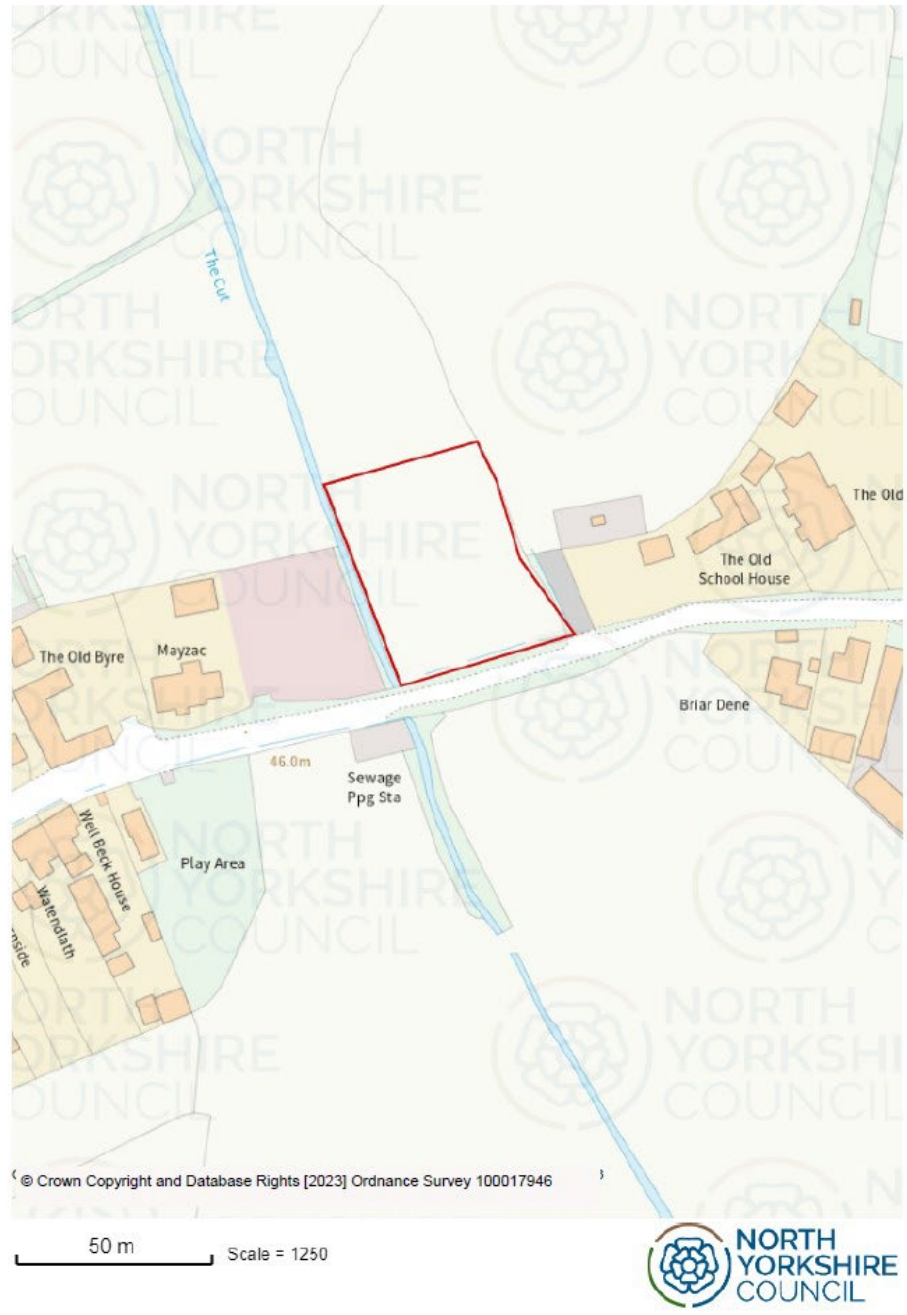 The Cut
The Old
The Old
School House
The Old Byre
Mayzac
Briar Dene
46.0m
Sewage
Ppg Sta
Well Beck House
Play Area
Watendlath
nside
© Crown Copyright and Database Rights [2023] Ordnance Survey 100017946
50 m
Scale = 1250
NORTH
YORKSHIRE
COUNCIL